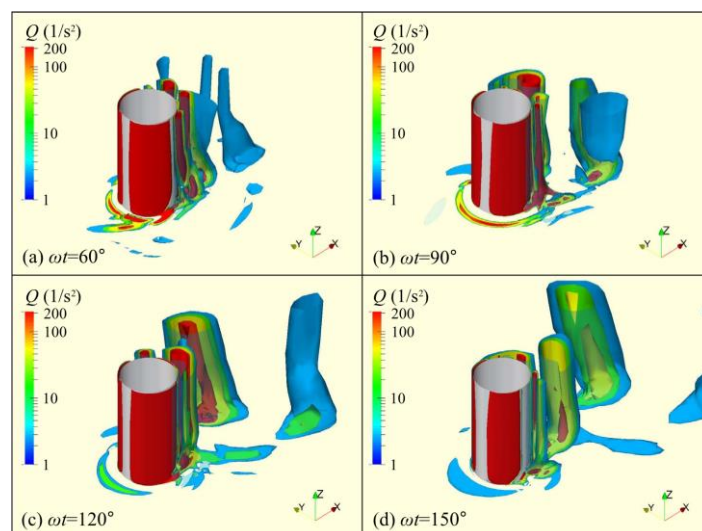 Q (1/s²)
200
100
10
1
Z
Y
X
(a) ωt=60°
Q (1/s²)
200
100
10
1
Z
Y
X
(b) ωt=90°
Q (1/s²)
200
100
10
1
Z
Y
X
(c) ωt=120°
Q (1/s²)
200
100
10
1
Z
Y
X
(d) ωt=150°